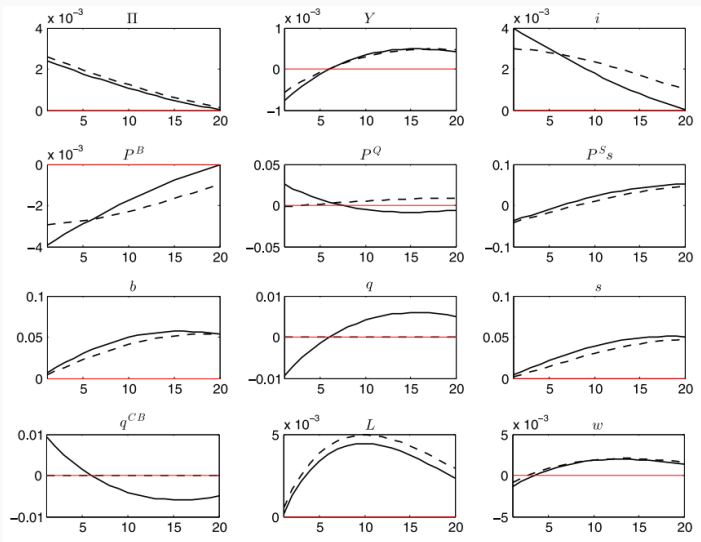 x 10⁻³ Π x 10⁻³ Y x 10⁻³ i
4 1 4
2 0 2
0 -1 0
5 10 15 20 5 10 15 20 5 10 15 20
x 10⁻³ P^B P^Q P^S s
0 0.05 0.1
-2 0 0
-4 -0.05 -0.1
5 10 15 20 5 10 15 20 5 10 15 20
b q s
0.1 0.01 0.1
0.05 0 0.05
0 -0.01 0
5 10 15 20 5 10 15 20 5 10 15 20
q^CB x 10⁻³ L x 10⁻³ w
0.01 5 5
0 0
-0.01 0 -5
5 10 15 20 5 10 15 20 5 10 15 20